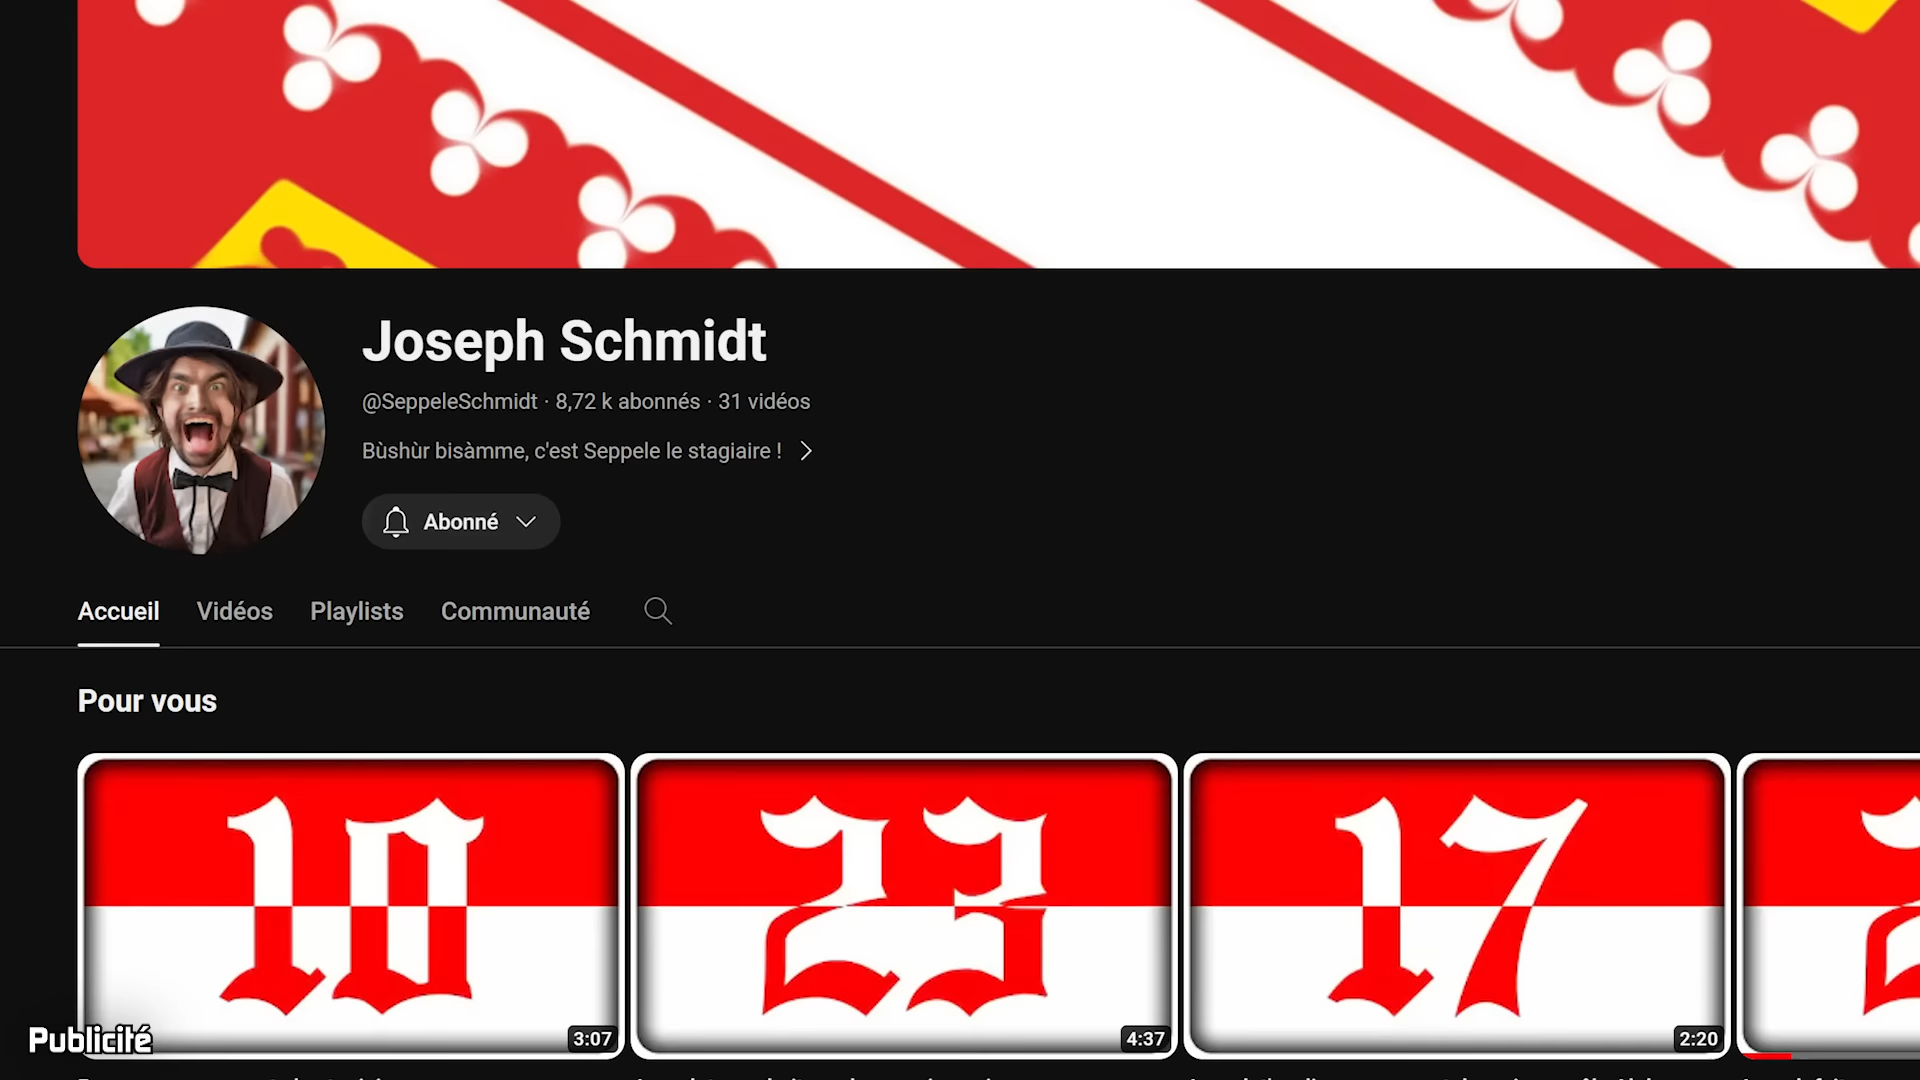 Joseph Schmidt
@SeppeleSchmidt · 8,72 k abonnés · 31 vidéos
Bùshùr bisàmme, c'est Seppele le stagiaire !
Abonné
Accueil Vidéos Playlists Communauté
Pour vous
10 23 17
3:07 4:37 2:20
Publicité